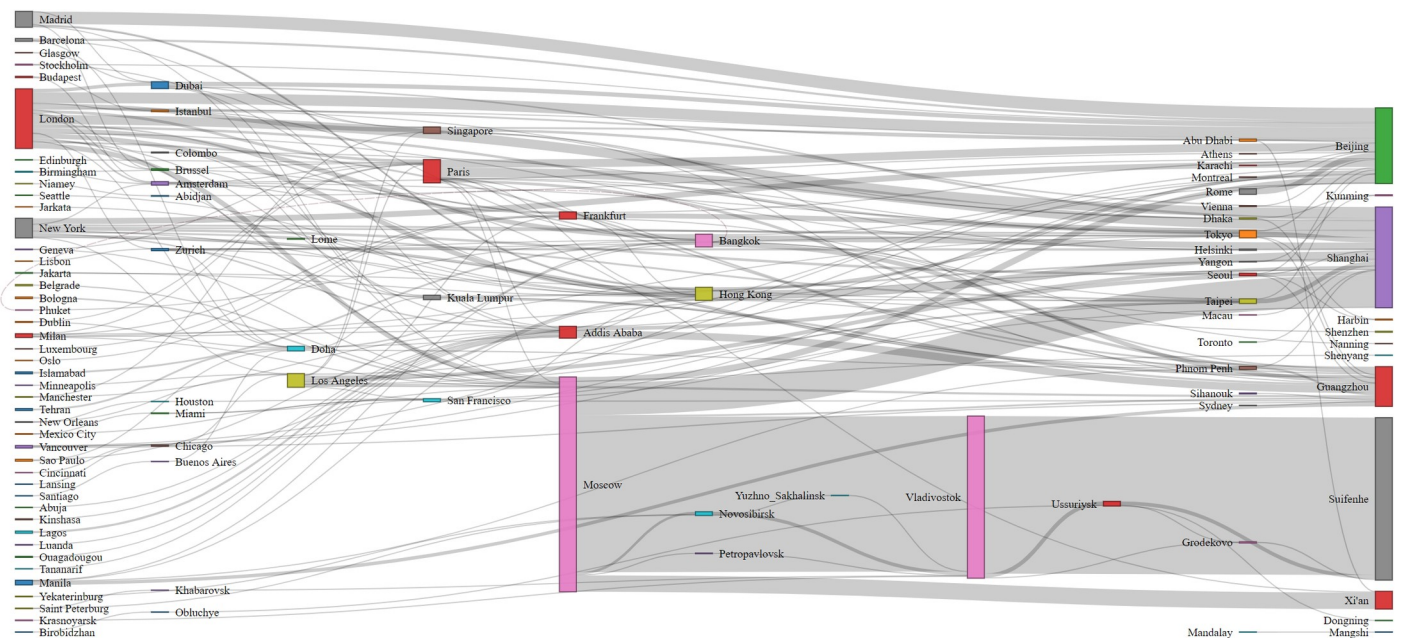 Madrid
Barcelona
Glasgow
Stockholm
Budapest
London
Edinburgh
Birmingham
Niamey
Seattle
Jarkata
New York
Geneva
Lisbon
Jakarta
Belgrade
Bologna
Phuket
Dublin
Milan
Luxembourg
Oslo
Islamabad
Minneapolis
Manchester
Tehran
New Orleans
Mexico City
Vancouver
Sao Paulo
Cincinnati
Lansing
Santiago
Abuja
Kinshasa
Lagos
Luanda
Ouagadougou
Tananarif
Manila
Yekaterinburg
Saint Peterburg
Krasnoyarsk
Birobidzhan
Dubai
Istanbul
Colombo
Brussel
Amsterdam
Abidjan
Zurich
Houston
Miami
Chicago
Buenos Aires
Khabarovsk
Obluchye
Lome
Doha
Los Angeles
Singapore
Paris
Kuala Lumpur
San Francisco
Frankfurt
Addis Ababa
Moscow
Bangkok
Hong Kong
Novosibirsk
Petropavlovsk
Yuzhno_Sakhalinsk
Vladivostok
Ussuriysk
Abu Dhabi
Athens
Karachi
Montreal
Rome
Vienna
Dhaka
Tokyo
Helsinki
Yangon
Seoul
Taipei
Macau
Toronto
Phnom Penh
Sihanouk
Sydney
Grodekovo
Mandalay
Beijing
Kunming
Shanghai
Harbin
Shenzhen
Nanning
Shenyang
Guangzhou
Suifenhe
Xi'an
Dongning
Mangshi